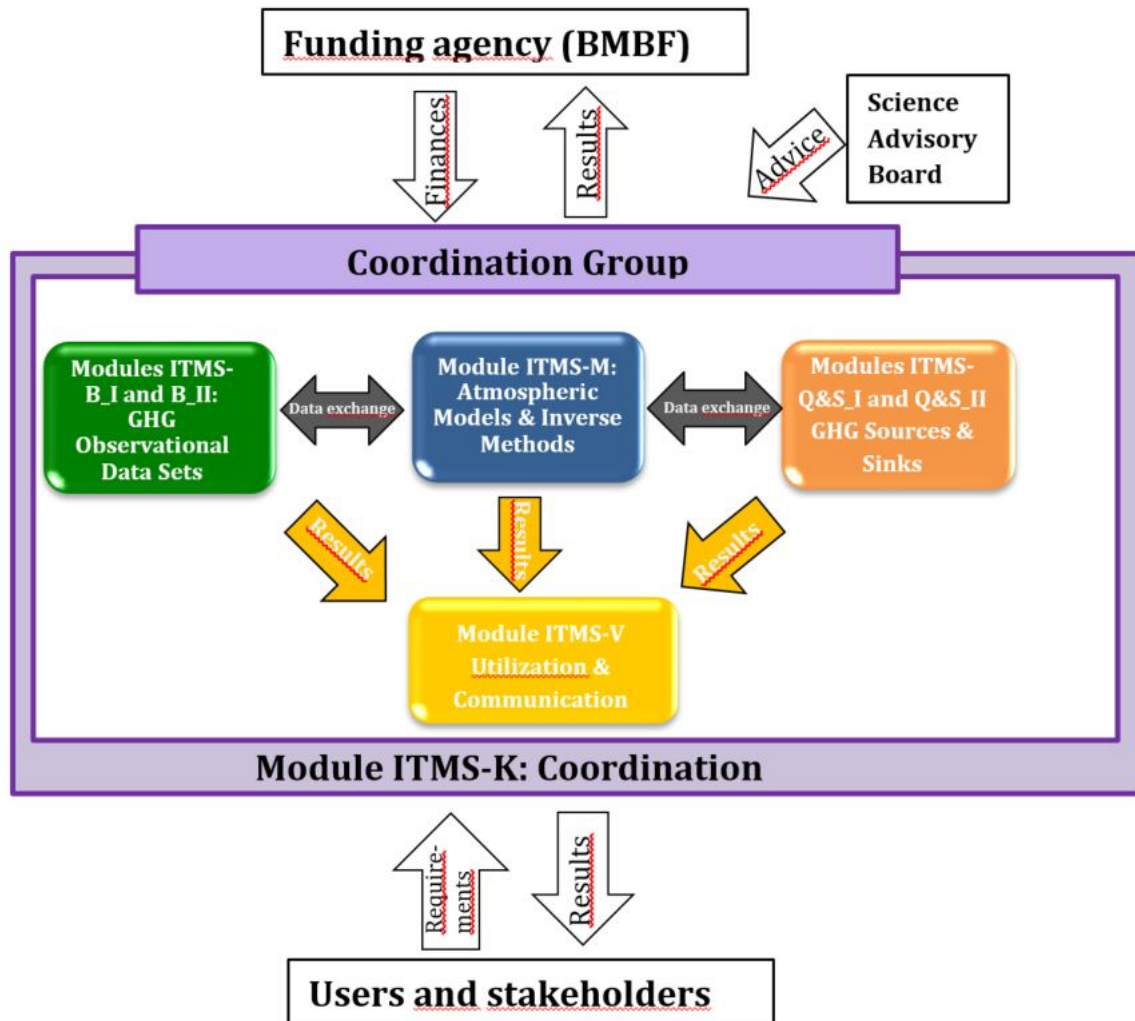 Funding agency (BMBF)
Finances
Results
Advice
Science
Advisory
Board
Coordination Group
Modules ITMS-
B_I and B_II:
GHG
Observational
Data Sets
Data exchange
Module ITMS-M:
Atmospheric
Models & Inverse
Methods
Data exchange
Modules ITMS-
Q&S_I and Q&S_II
GHG Sources &
Sinks
Results
Results
Results
Module ITMS-V
Utilization &
Communication
Module ITMS-K: Coordination
Require-
ments
Results
Users and stakeholders